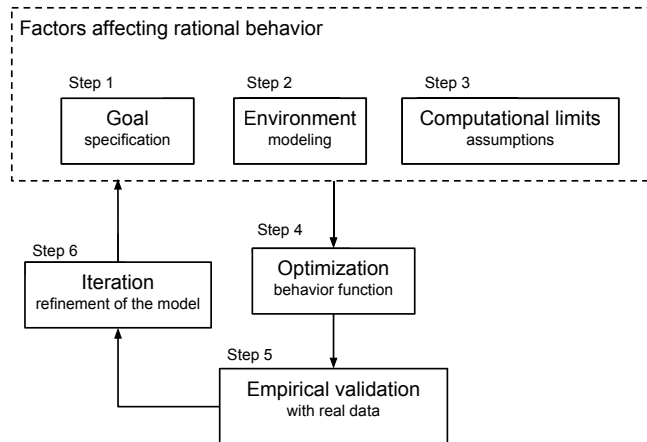 Factors affecting rational behavior
Step 1
Goal
specification
Step 2
Environment
modeling
Step 3
Computational limits
assumptions
Step 4
Optimization
behavior function
Step 5
Empirical validation
with real data
Step 6
Iteration
refinement of the model